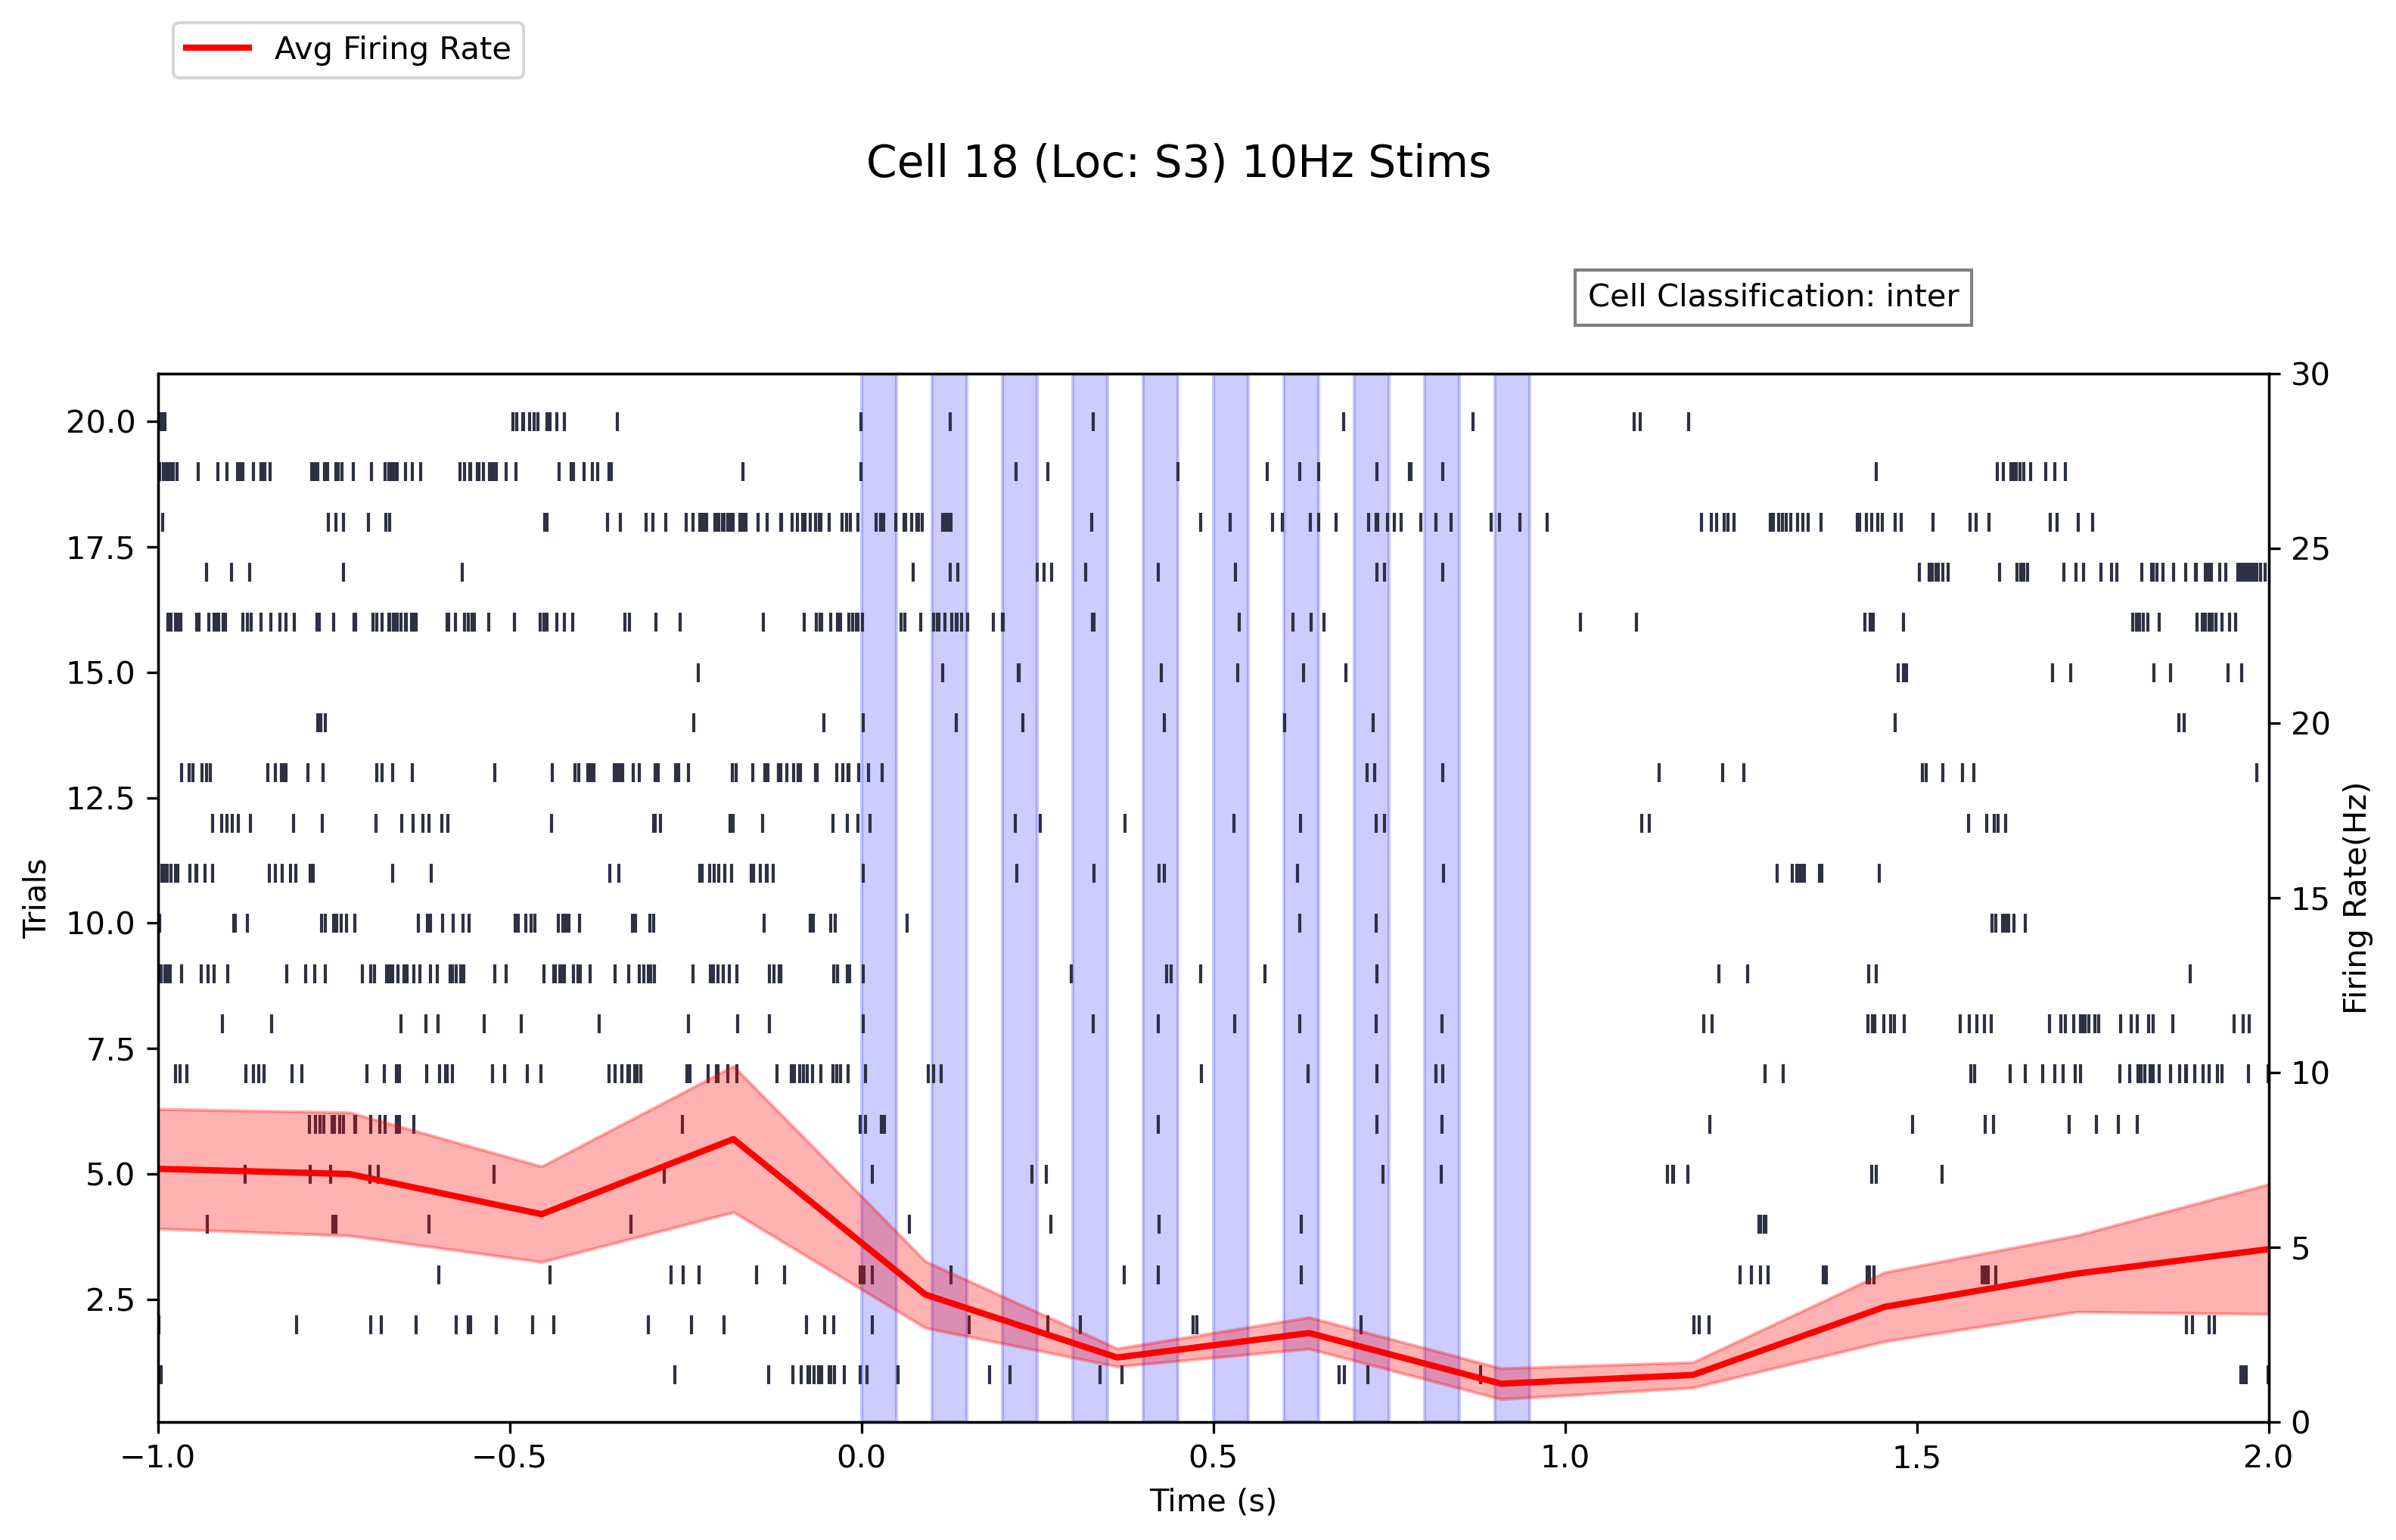 Avg Firing Rate
Cell 18 (Loc: S3) 10Hz Stims
Cell Classification: inter
20.0
17.5
15.0
12.5
10.0
7.5
5.0
2.5
Trials
30
25
20
15
10
5
0
Firing Rate(Hz)
−1.0 −0.5 0.0 0.5 1.0 1.5 2.0
Time (s)